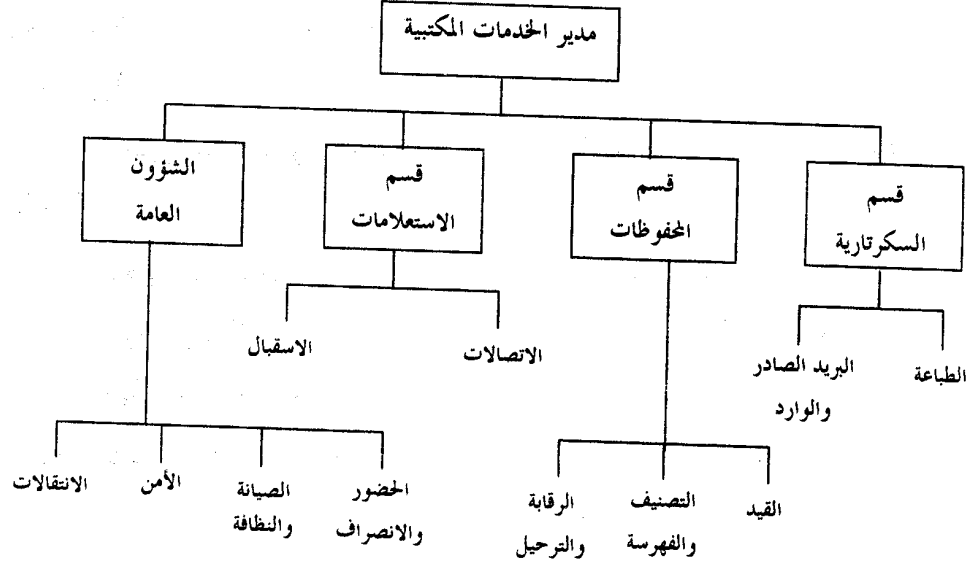 مدير الخدمات المكتبية
قسم
السكرتارية
قسم
المحفوظات
قسم
الاستعلامات
الشؤون
العامة
الطباعة
البريد الصادر
والوارد
الاتصالات
الاسقبال
القيد
التصنيف
والفهرسة
الرقابة
والترحيل
الحضور
والانصراف
الصيانة
والنظافة
الأمن
الانتقالات